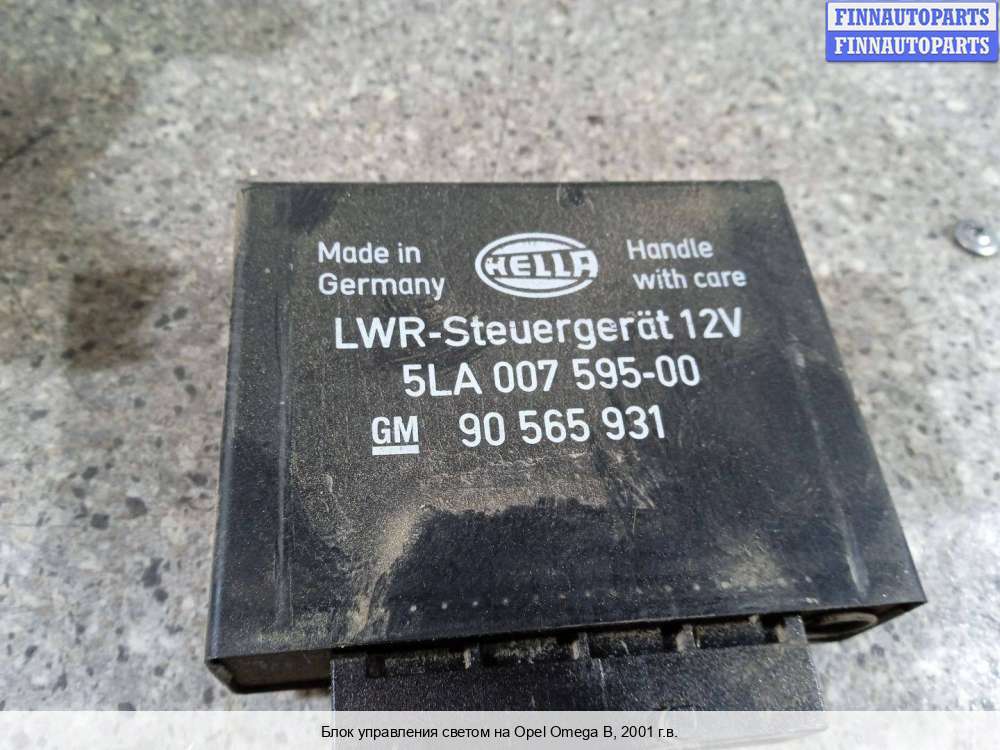 FINNAUTOPARTS
FINNAUTOPARTS
Made in
Germany
HELLA
Handle
with care
LWR-Steuergerät 12V
5LA 007 595-00
GM 90 565 931
Блок управления светом на Opel Omega B, 2001 г.в.